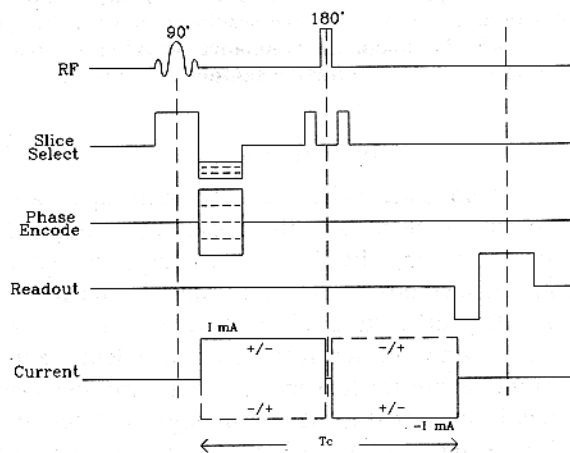 90°
180°
RF
Slice
Select
Phase
Encode
Readout
I mA
+/-
-/+
Current
-/+
+/-
-I mA
Tc